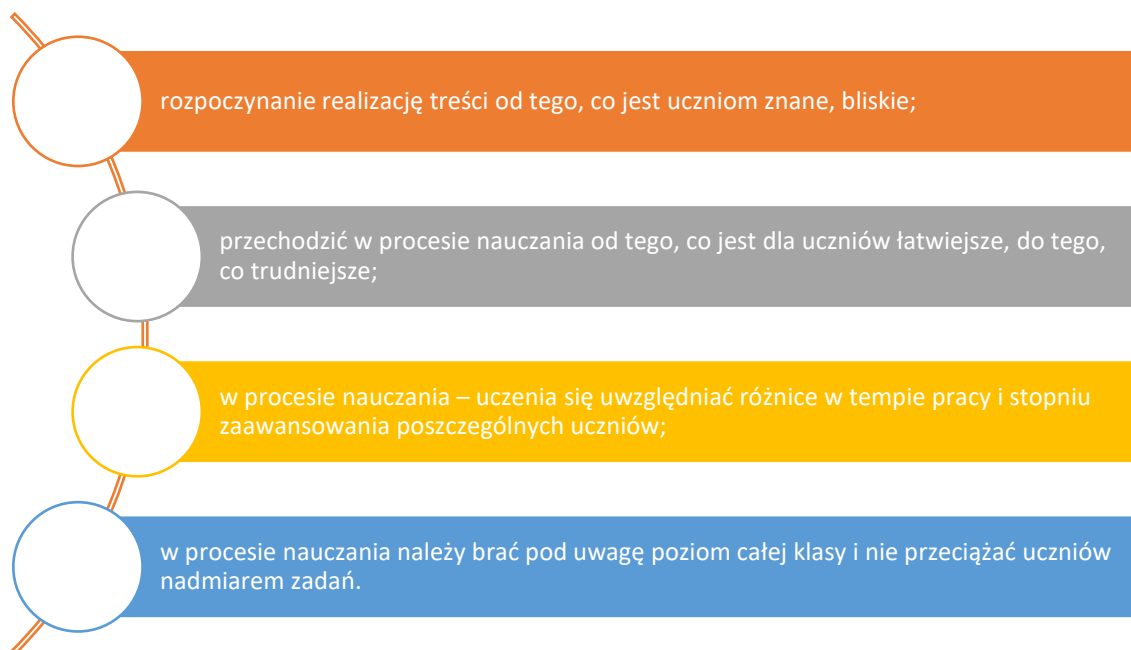 rozpoczynanie realizację treści od tego, co jest uczniom znane, bliskie;
przechodzić w procesie nauczania od tego, co jest dla uczniów łatwiejsze, do tego,
co trudniejsze;
w procesie nauczania – uczenia się uwzględniać różnice w tempie pracy i stopniu
zaawansowania poszczególnych uczniów;
w procesie nauczania należy brać pod uwagę poziom całej klasy i nie przeciążać uczniów
nadmiarem zadań.